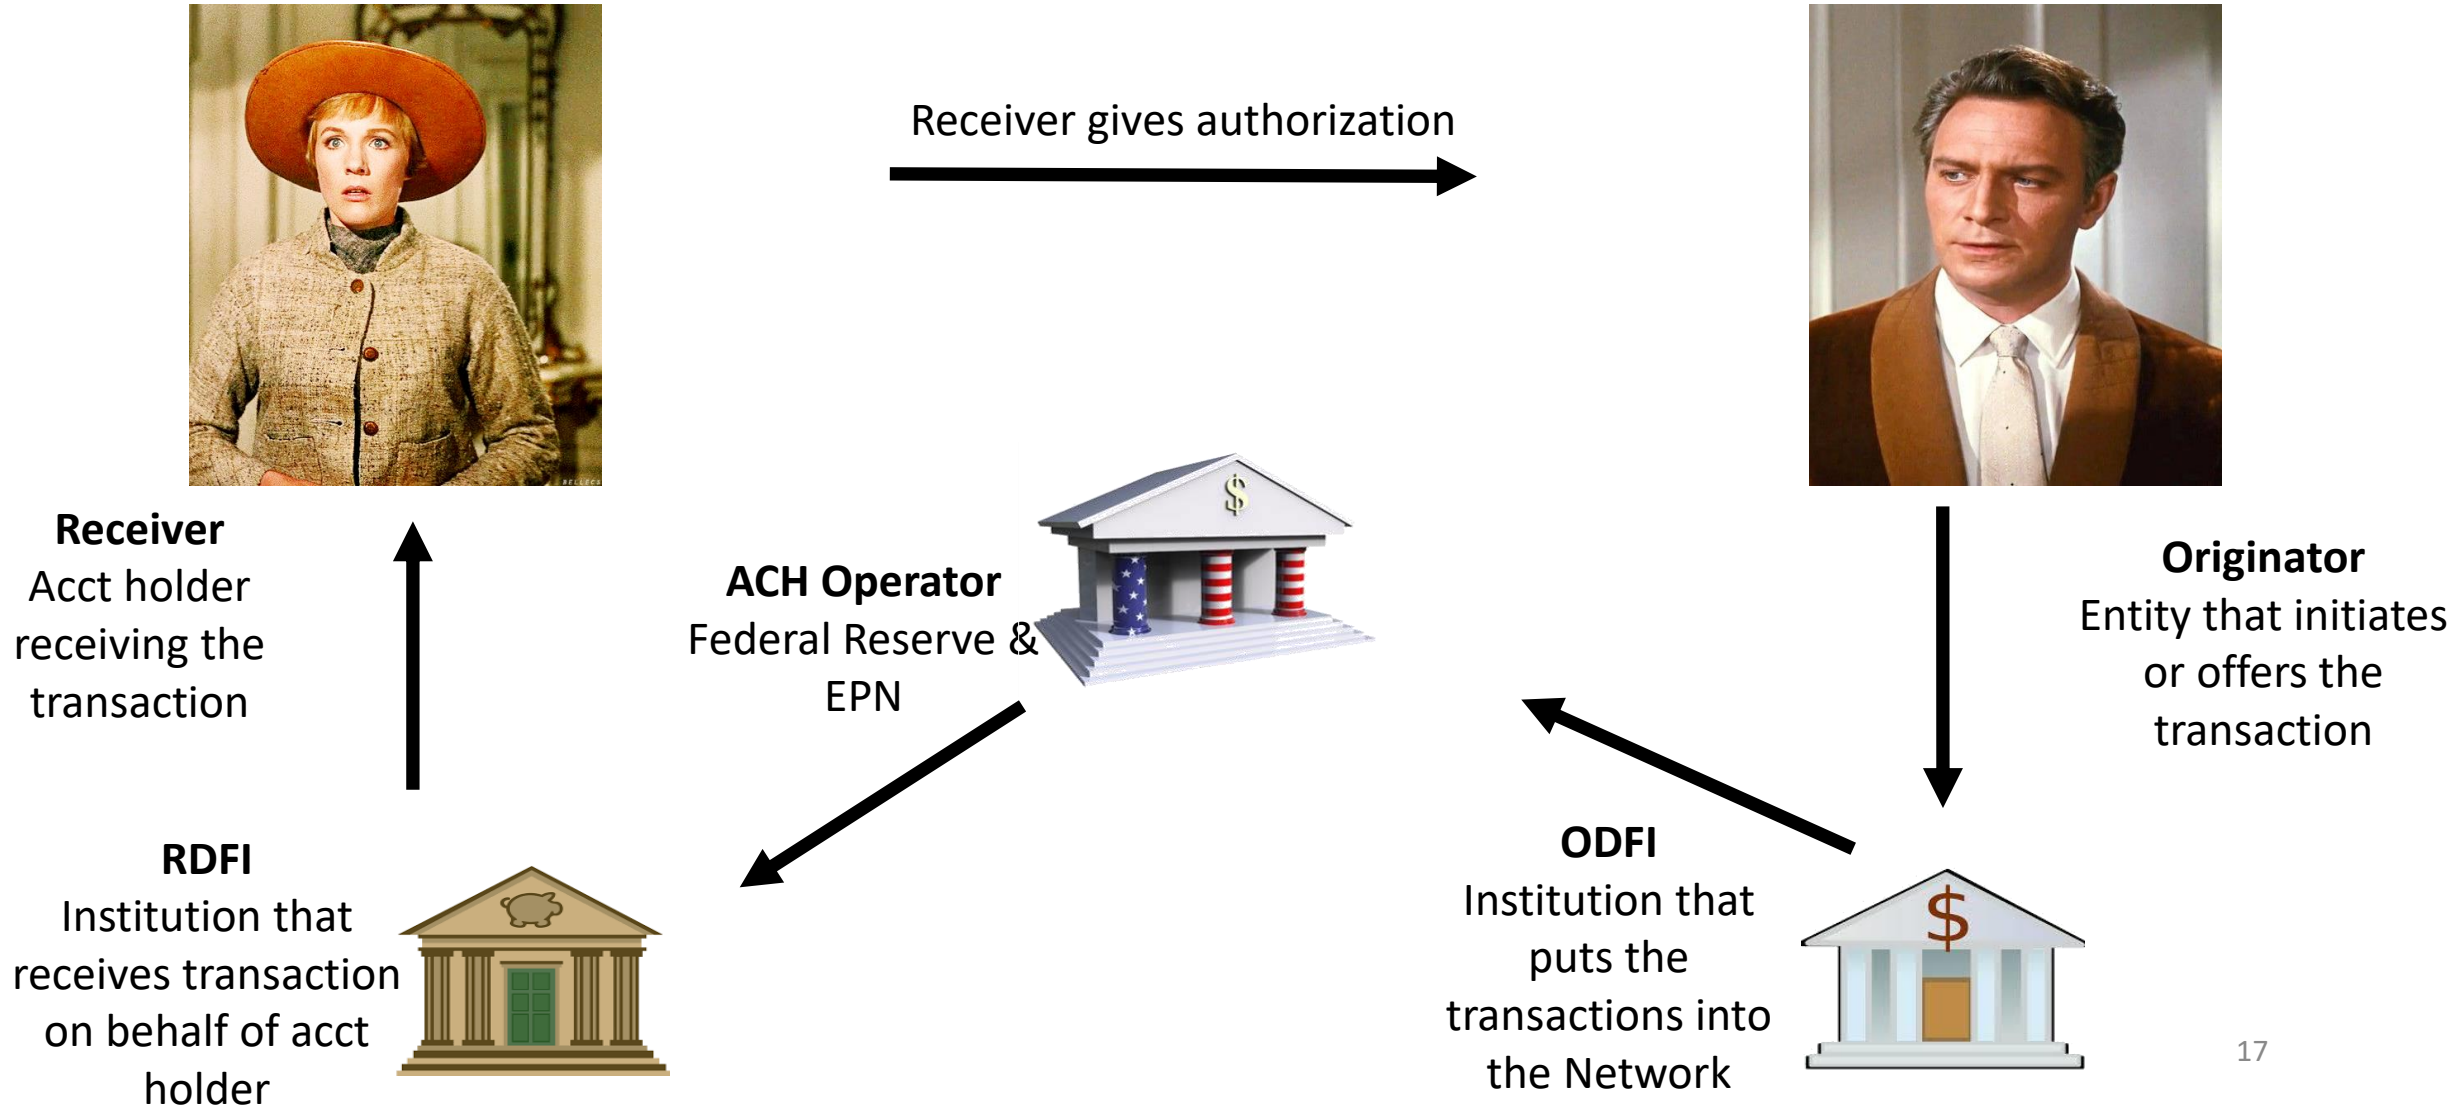 Receiver gives authorization
BELLECS
Receiver
Acct holder
receiving the
transaction
$
ACH Operator
Federal Reserve &
EPN
Originator
Entity that initiates
or offers the
transaction
RDFI
Institution that
receives transaction
on behalf of acct
holder
ODFI
Institution that
puts the
transactions into
the Network
$
17